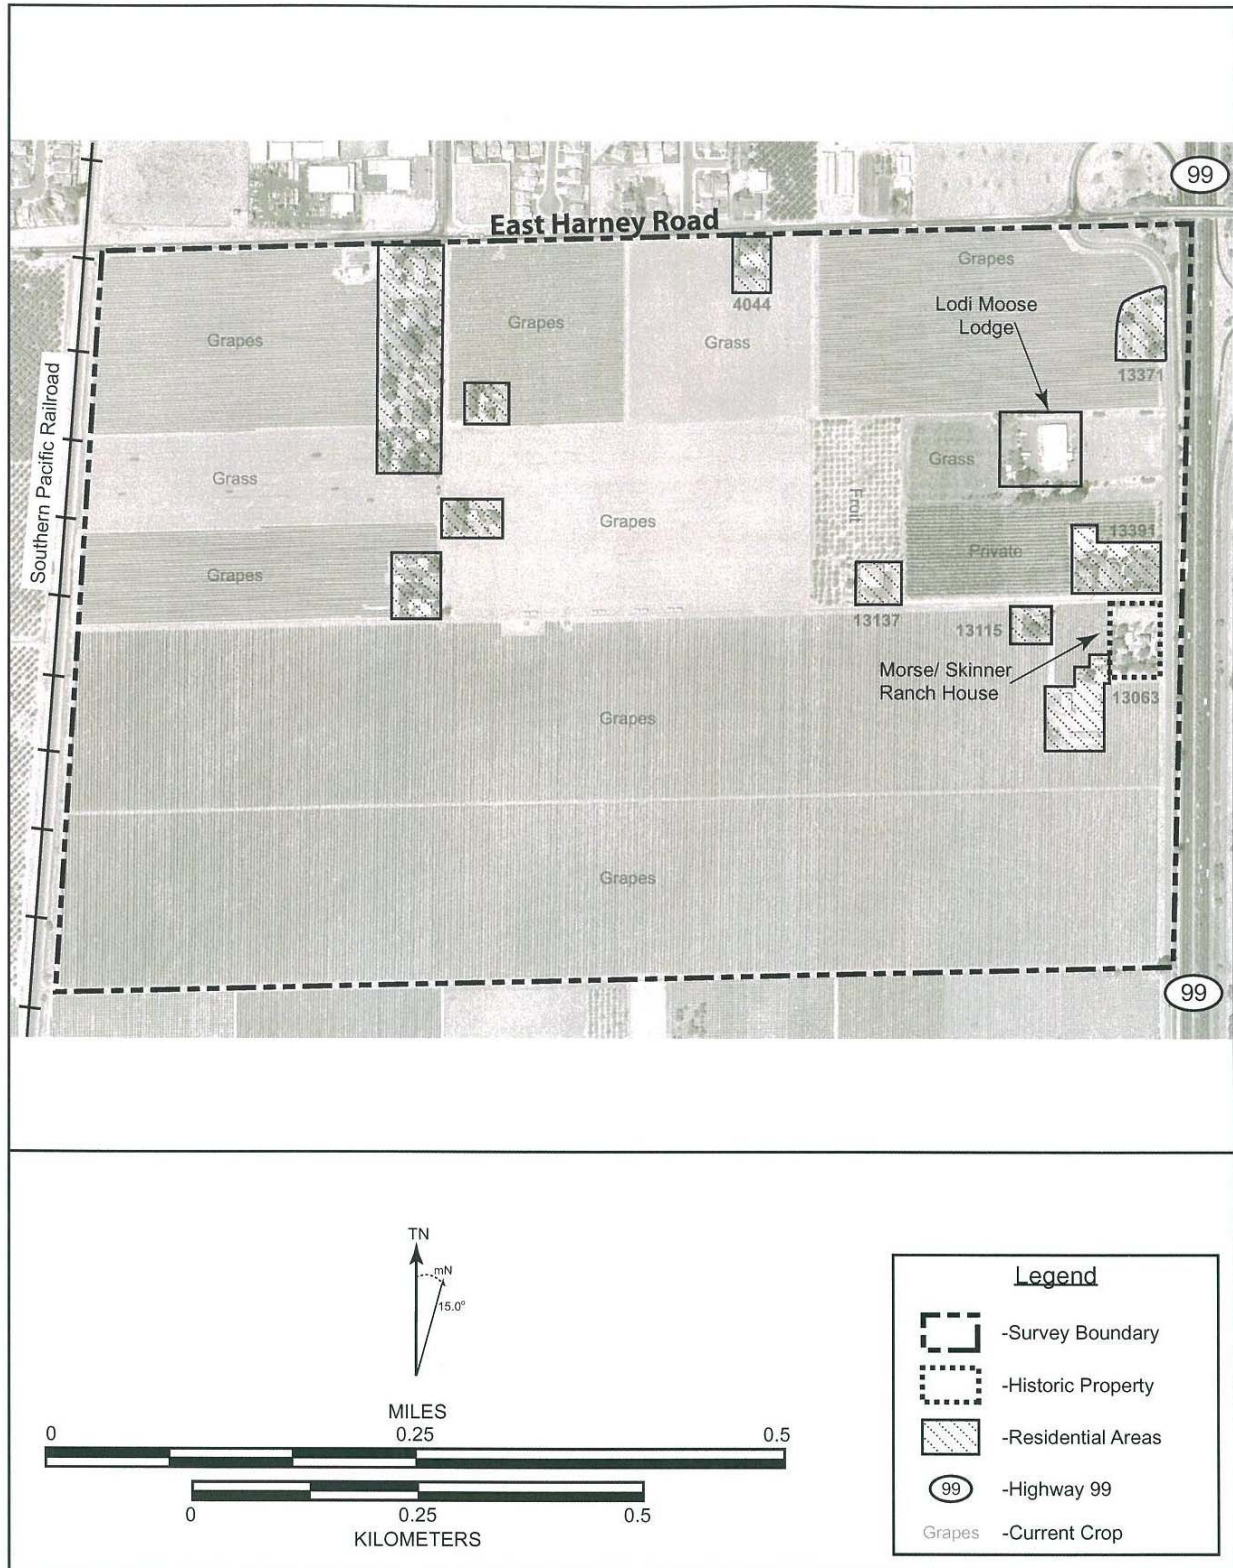 99
East Harney Road
Grapes
4044
Lodi Moose
Lodge
Grapes
Grapes
Grass
13371
Southern Pacific Railroad
Grass
Grass
Fruit
Grapes
13391
Private
Grapes
13137
13115
Morse/ Skinner
Ranch House
13063
Grapes
Grapes
99
TN
mN
15.0°
MILES
0 0.25 0.5
0 0.25 0.5
KILOMETERS
Legend
-Survey Boundary
-Historic Property
-Residential Areas
99 -Highway 99
Grapes -Current Crop